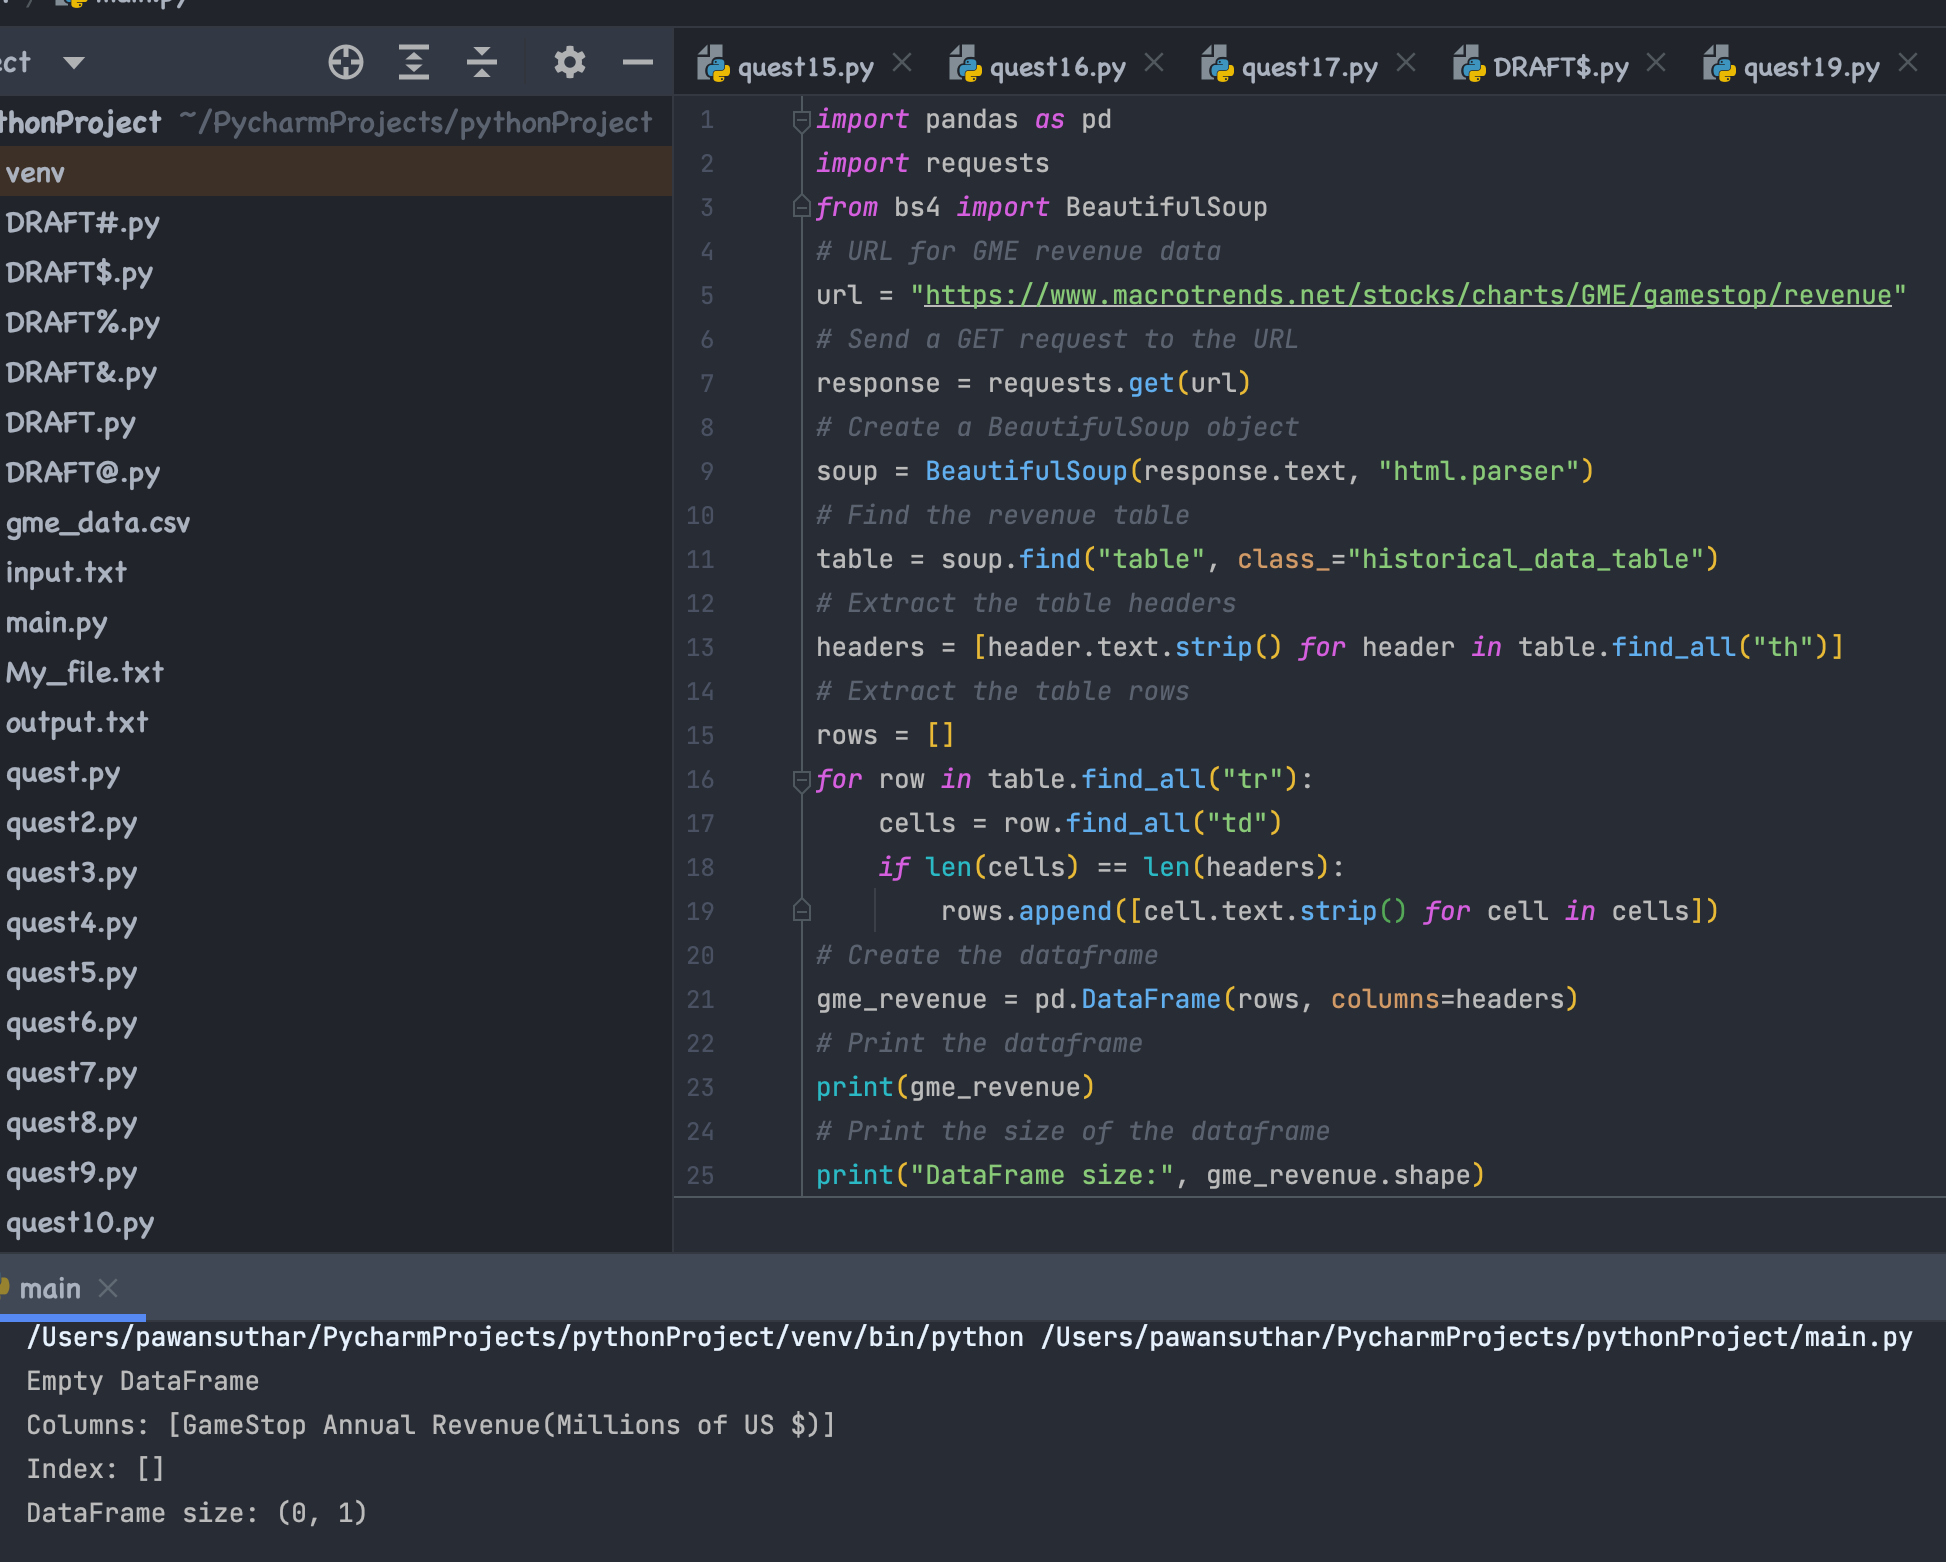 main.py
ect
quest15.py
quest16.py
quest17.py
DRAFT$.py
quest19.py
thonProject ~/PycharmProjects/pythonProject
venv
DRAFT#.py
DRAFT$.py
DRAFT%.py
DRAFT&.py
DRAFT.py
DRAFT@.py
gme_data.csv
input.txt
main.py
My_file.txt
output.txt
quest.py
quest2.py
quest3.py
quest4.py
quest5.py
quest6.py
quest7.py
quest8.py
quest9.py
quest10.py
1 import pandas as pd
2 import requests
3 from bs4 import BeautifulSoup
4 # URL for GME revenue data
5 url = "https://www.macrotrends.net/stocks/charts/GME/gamestop/revenue"
6 # Send a GET request to the URL
7 response = requests.get(url)
8 # Create a BeautifulSoup object
9 soup = BeautifulSoup(response.text, "html.parser")
10 # Find the revenue table
11 table = soup.find("table", class_="historical_data_table")
12 # Extract the table headers
13 headers = [header.text.strip() for header in table.find_all("th")]
14 # Extract the table rows
15 rows = []
16 for row in table.find_all("tr"):
17     cells = row.find_all("td")
18     if len(cells) == len(headers):
19         rows.append([cell.text.strip() for cell in cells])
20 # Create the dataframe
21 gme_revenue = pd.DataFrame(rows, columns=headers)
22 # Print the dataframe
23 print(gme_revenue)
24 # Print the size of the dataframe
25 print("DataFrame size:", gme_revenue.shape)
main
/Users/pawansuthar/PycharmProjects/pythonProject/venv/bin/python /Users/pawansuthar/PycharmProjects/pythonProject/main.py
Empty DataFrame
Columns: [GameStop Annual Revenue(Millions of US $)]
Index: []
DataFrame size: (0, 1)